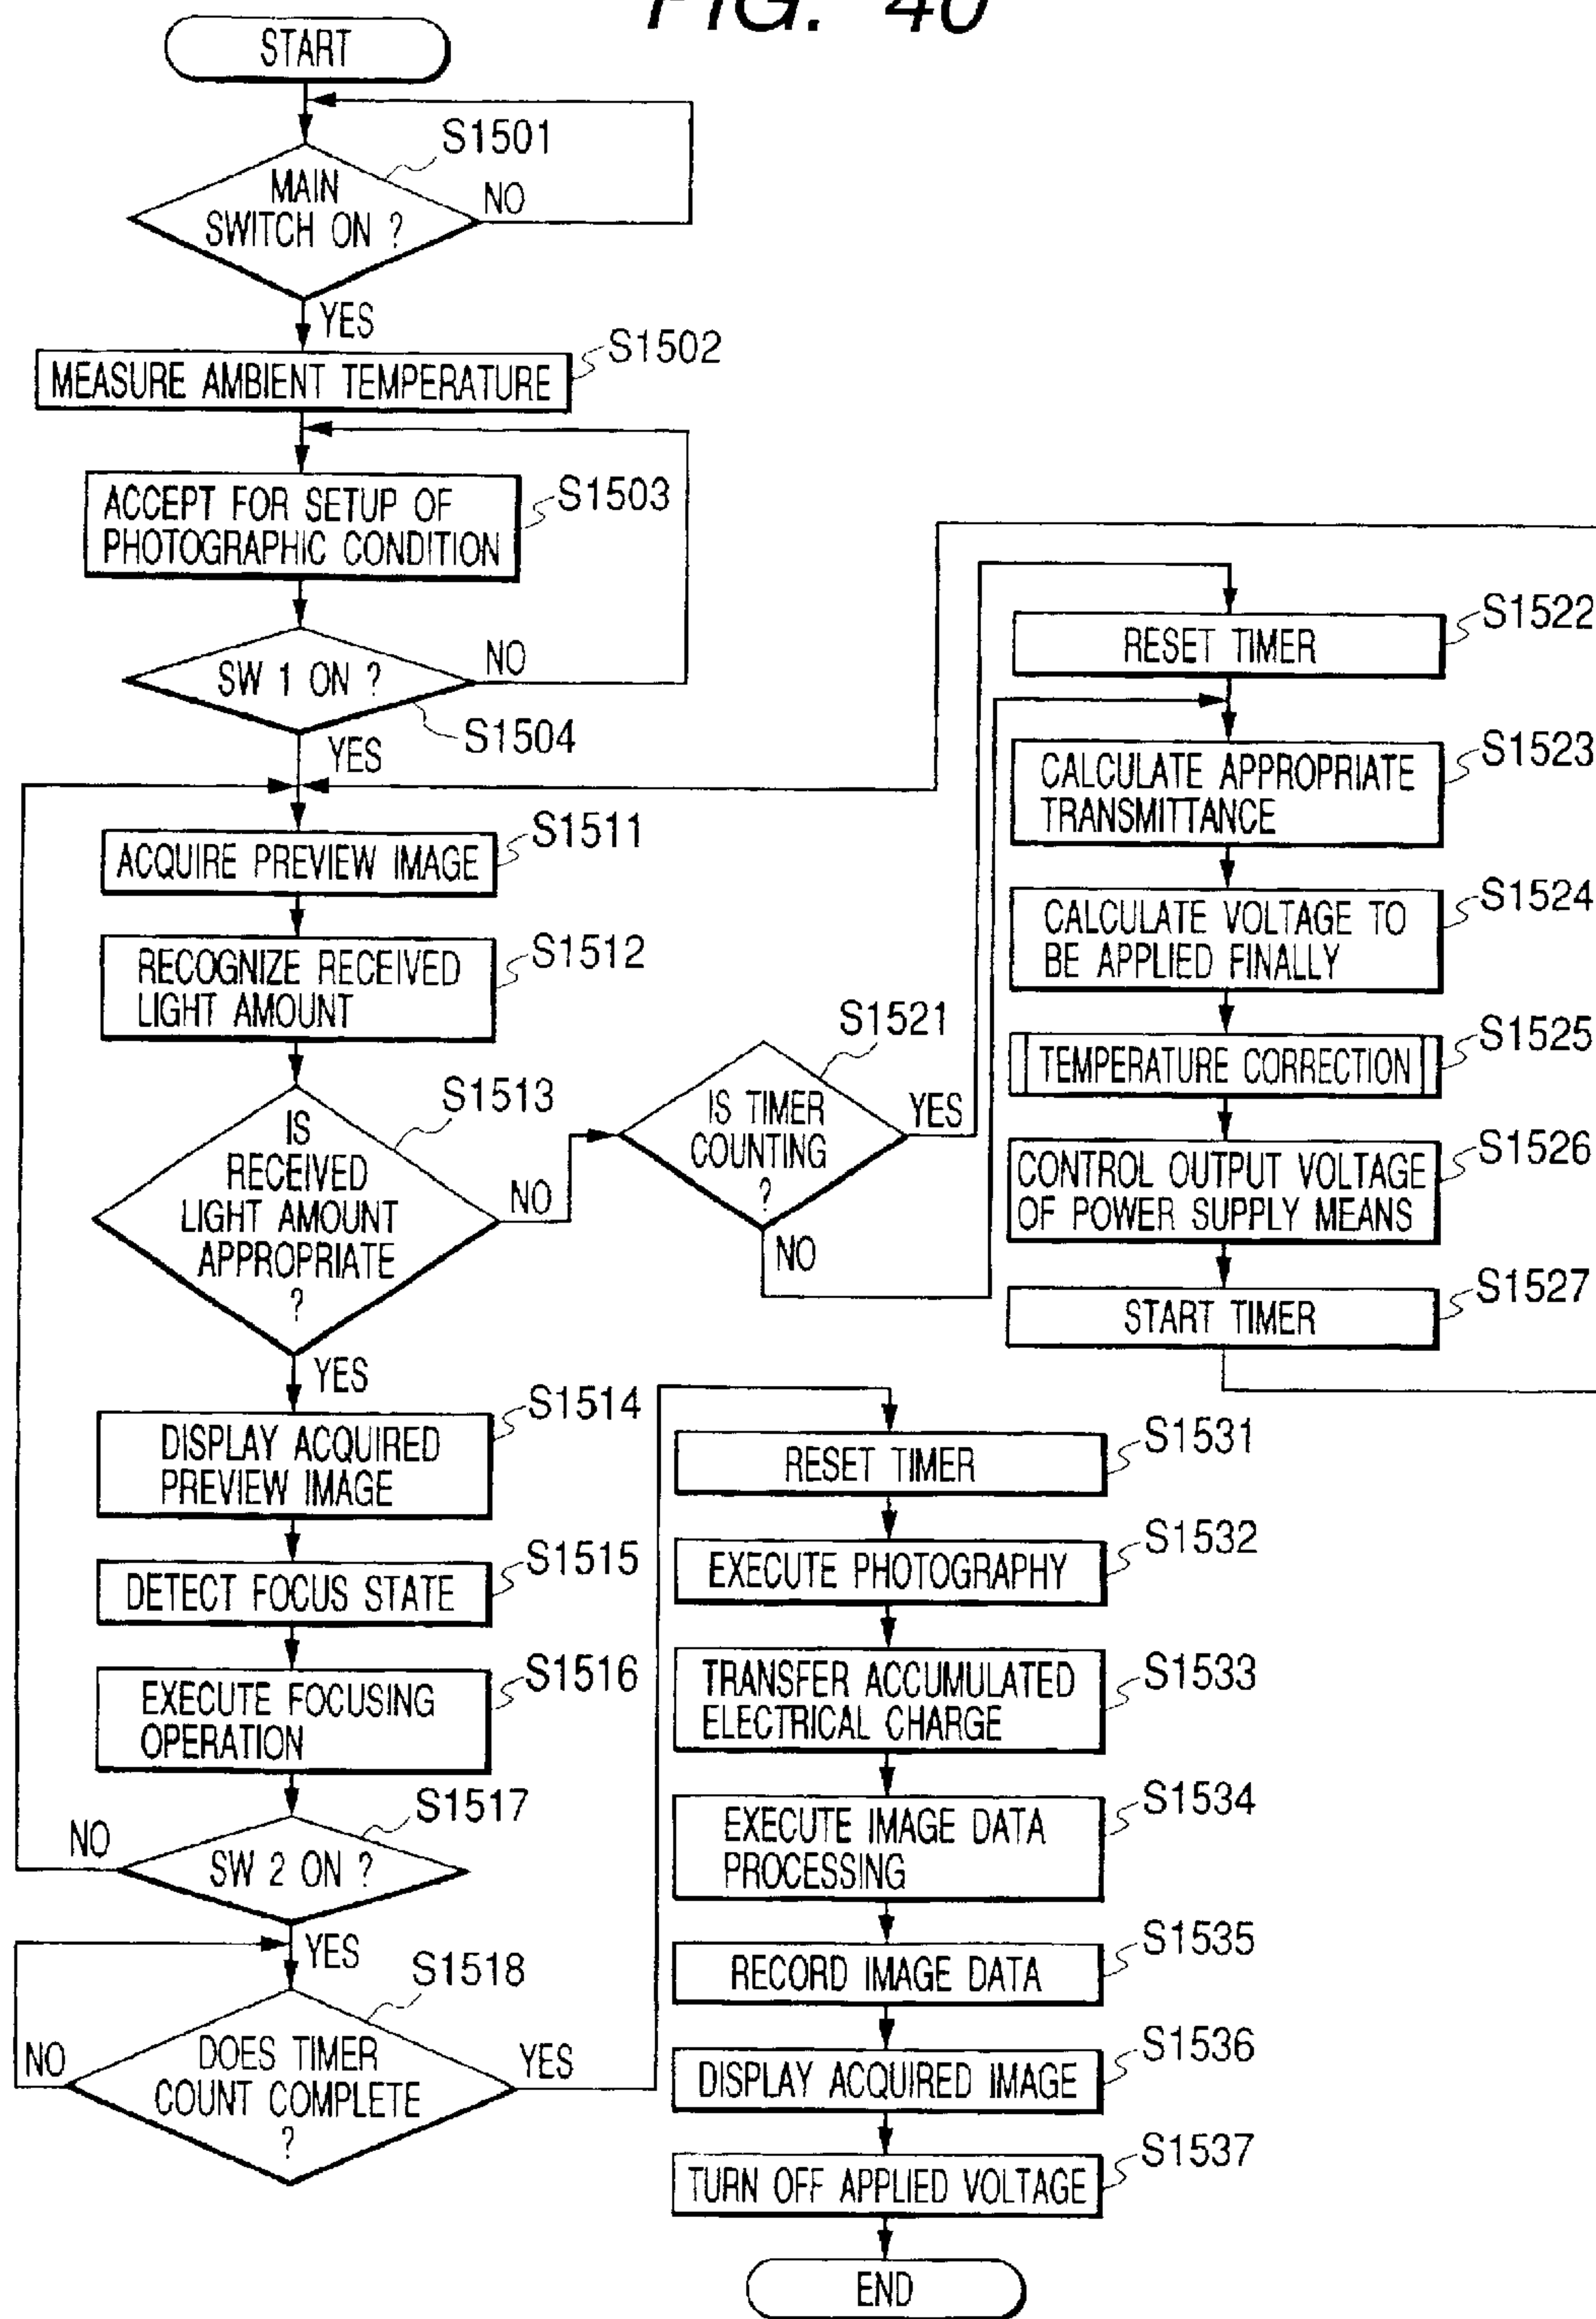 FIG. 40
START
S1501
MAIN
SWITCH ON ?
NO
YES
S1502
MEASURE AMBIENT TEMPERATURE
S1503
ACCEPT FOR SETUP OF
PHOTOGRAPHIC CONDITION
SW 1 ON ?
NO
S1504
YES
S1511
ACQUIRE PREVIEW IMAGE
S1512
RECOGNIZE RECEIVED
LIGHT AMOUNT
S1513
IS
RECEIVED
LIGHT AMOUNT
APPROPRIATE
?
NO
YES
S1514
DISPLAY ACQUIRED
PREVIEW IMAGE
S1515
DETECT FOCUS STATE
S1516
EXECUTE FOCUSING
OPERATION
S1517
NO
SW 2 ON ?
YES
S1518
NO
DOES TIMER
COUNT COMPLETE
?
YES
S1521
IS TIMER
COUNTING
?
YES
NO
S1522
RESET TIMER
S1523
CALCULATE APPROPRIATE
TRANSMITTANCE
S1524
CALCULATE VOLTAGE TO
BE APPLIED FINALLY
S1525
TEMPERATURE CORRECTION
S1526
CONTROL OUTPUT VOLTAGE
OF POWER SUPPLY MEANS
S1527
START TIMER
S1531
RESET TIMER
S1532
EXECUTE PHOTOGRAPHY
S1533
TRANSFER ACCUMULATED
ELECTRICAL CHARGE
S1534
EXECUTE IMAGE DATA
PROCESSING
S1535
RECORD IMAGE DATA
S1536
DISPLAY ACQUIRED IMAGE
S1537
TURN OFF APPLIED VOLTAGE
END